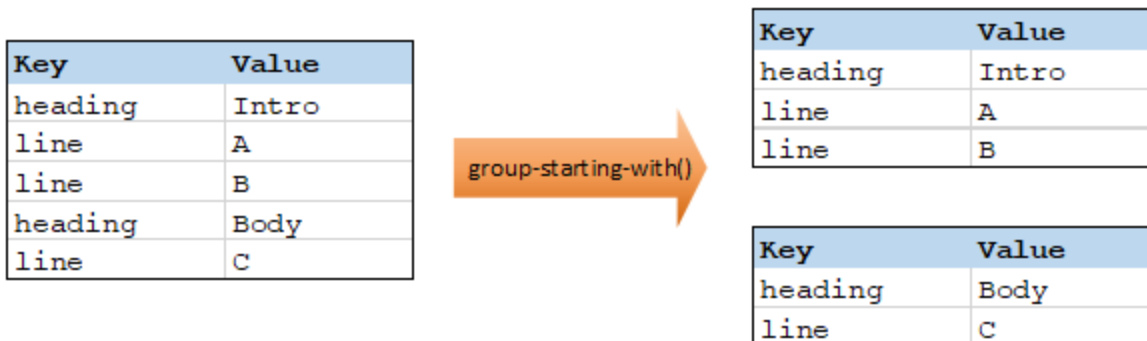 Key Value
heading Intro
line A
line B
heading Body
line C
group-starting-with()
Key Value
heading Intro
line A
line B
Key Value
heading Body
line C